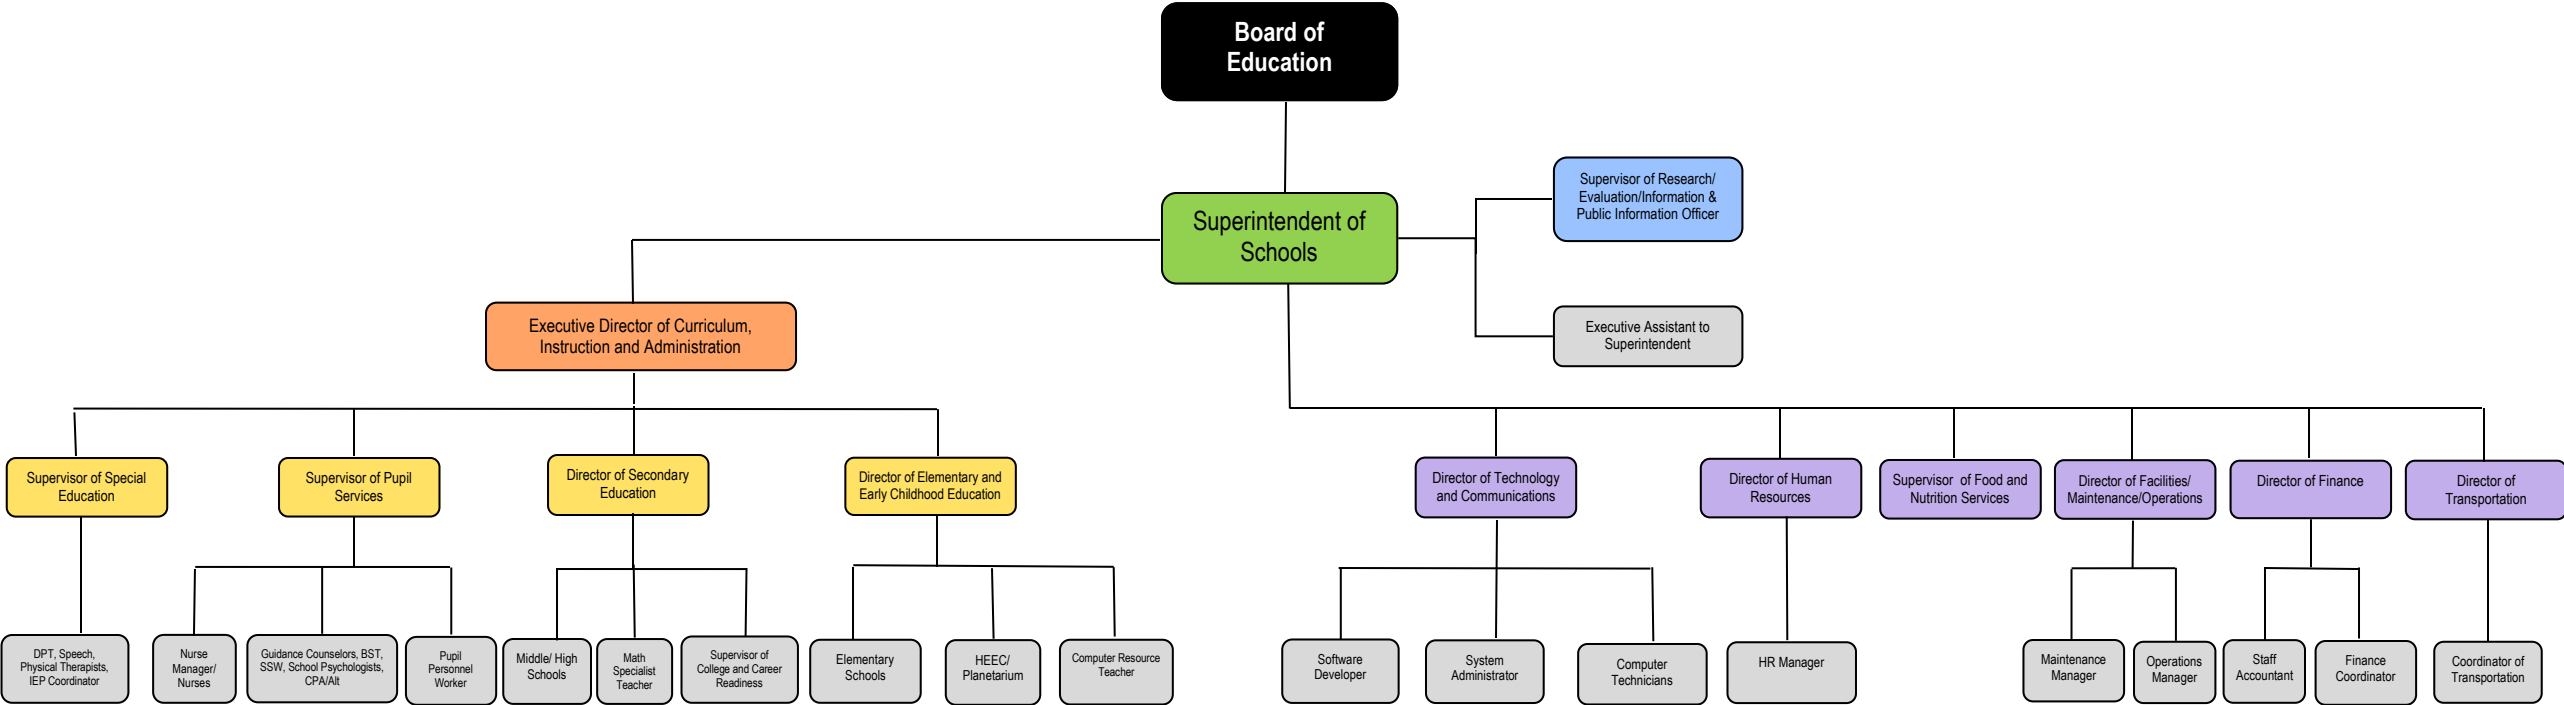 Board of
Education
Supervisor of Research/
Evaluation/Information &
Public Information Officer
Superintendent of
Schools
Executive Director of Curriculum,
Instruction and Administration
Executive Assistant to
Superintendent
Supervisor of Special
Education
Supervisor of Pupil
Services
Director of Secondary
Education
Director of Elementary and
Early Childhood Education
Director of Technology
and Communications
Director of Human
Resources
Supervisor of Food and
Nutrition Services
Director of Facilities/
Maintenance/Operations
Director of Finance
Director of
Transportation
DPT, Speech,
Physical Therapists,
IEP Coordinator
Nurse
Manager/
Nurses
Guidance Counselors, BST,
SSW, School Psychologists,
CPA/Alt
Pupil
Personnel
Worker
Middle/ High
Schools
Math
Specialist
Teacher
Supervisor of
College and Career
Readiness
Elementary
Schools
HEEC/
Planetarium
Computer Resource
Teacher
Software
Developer
System
Administrator
Computer
Technicians
HR Manager
Maintenance
Manager
Operations
Manager
Staff
Accountant
Finance
Coordinator
Coordinator of
Transportation